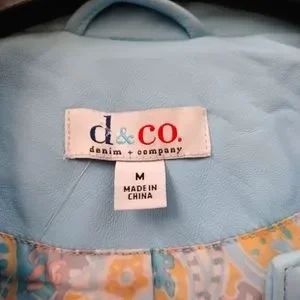 d&co.
denim + company
M
MADE IN
CHINA